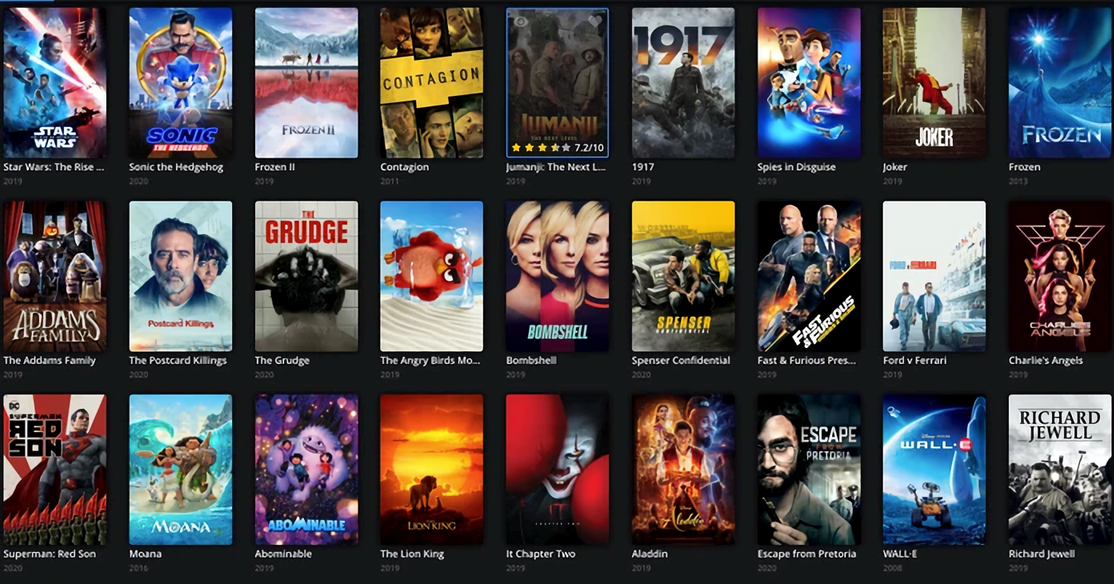 STAR
WARS
SONIC
THE HEDGEHOG
FROZEN II
CONTAGION
JUMANJI
THE NEXT LEVEL
7.2/10
1917
JOKER
FROZEN
Star Wars: The Rise ...
Sonic the Hedgehog
Frozen II
Contagion
Jumanji: The Next L...
1917
Spies in Disguise
Joker
Frozen
2019
2020
2019
2011
2019
2019
2019
2019
2013
THE
ADDAMS
FAMILY
Postcard Killings
THE
GRUDGE
BOMBSHELL
SPENSER
CONFIDENTIAL
FAST
& FURIOUS
FORD v FERRARI
CHARLIE'S
ANGELS
The Addams Family
The Postcard Killings
The Grudge
The Angry Birds Mo...
Bombshell
Spenser Confidential
Fast & Furious Pres...
Ford v Ferrari
Charlie's Angels
2019
2020
2020
2019
2019
2020
2019
2019
2019
DC
SUPERMAN
RED
SON
MOANA
ABOMINABLE
THE
LION KING
IT
CHAPTER TWO
Disney
Aladdin
ESCAPE
FROM
PRETORIA
Disney PIXAR
WALL·E
RICHARD
JEWELL
Superman: Red Son
Moana
Abominable
The Lion King
It Chapter Two
Aladdin
Escape from Pretoria
WALL·E
Richard Jewell
2020
2016
2019
2019
2019
2019
2020
2008
2019